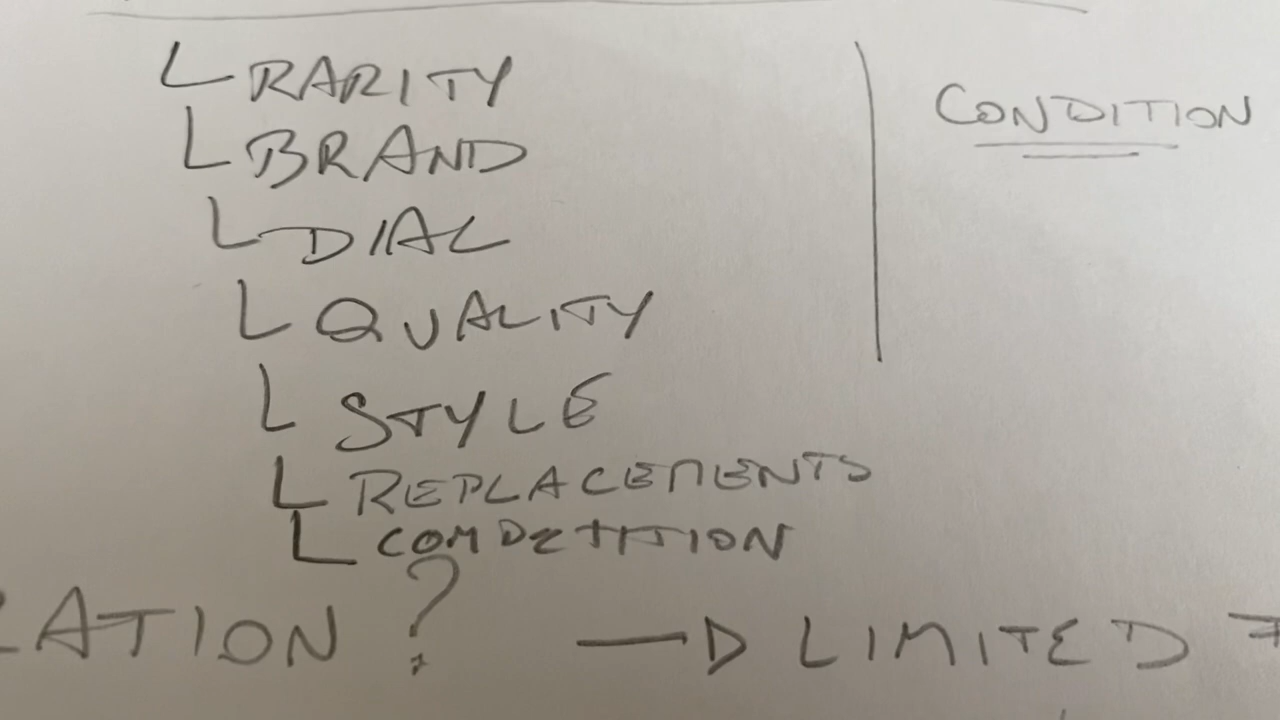 RARITY
BRAND
DIAL
QUALITY
STYLE
REPLACEMENTS
COMPETITION
CONDITION
ATION ? → LIMITED